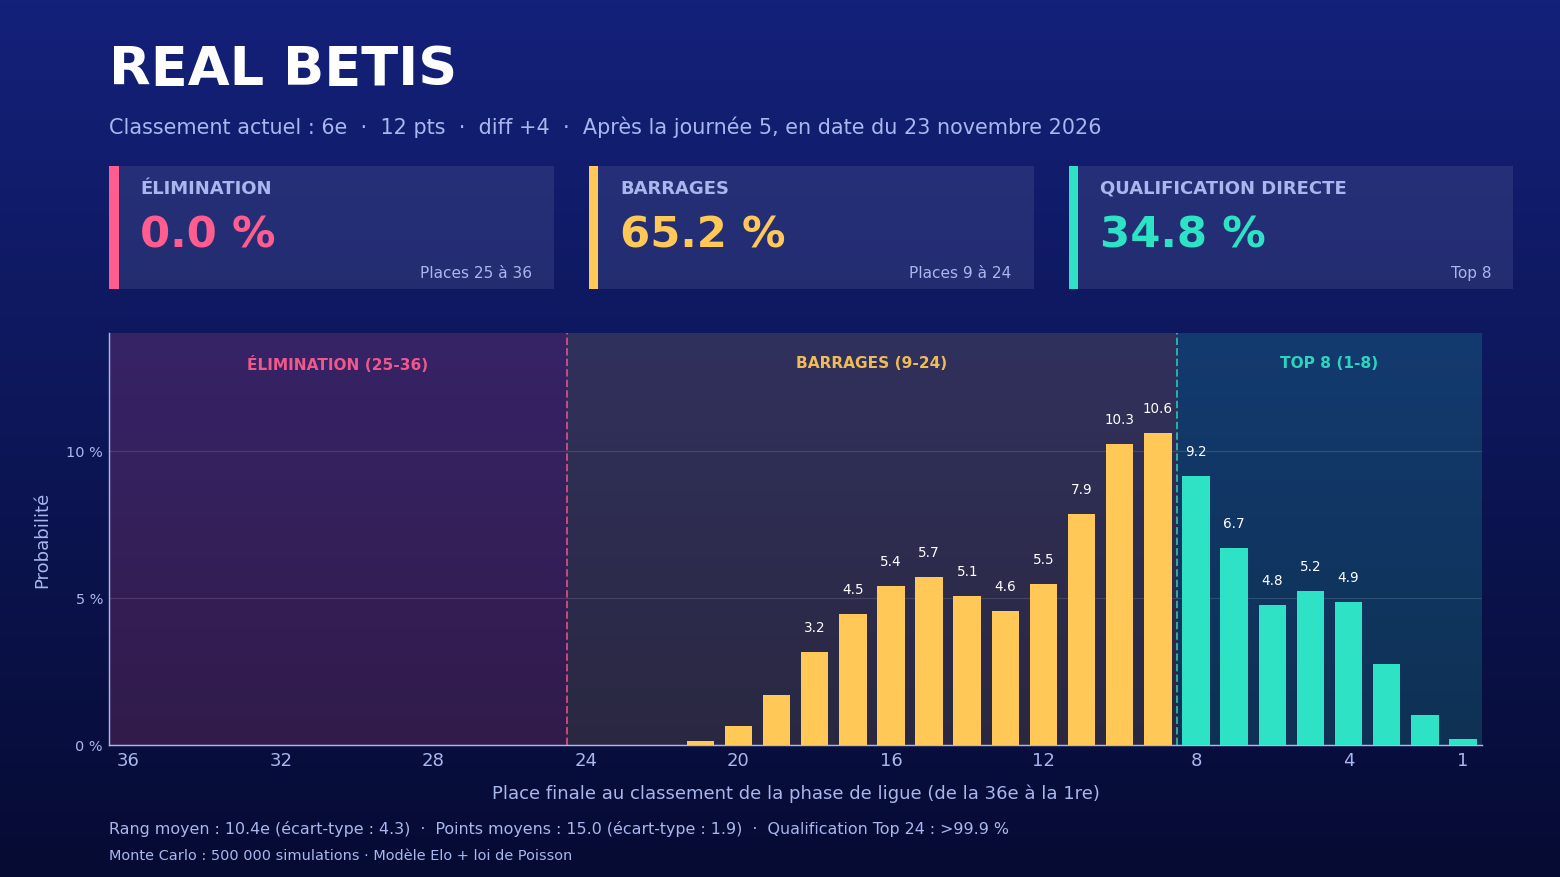 REAL BETIS
Classement actuel : 6e · 12 pts · diff +4 · Après la journée 5, en date du 23 novembre 2026
ÉLIMINATION
0.0 %
Places 25 à 36
BARRAGES
65.2 %
Places 9 à 24
QUALIFICATION DIRECTE
34.8 %
Top 8
ÉLIMINATION (25-36)
BARRAGES (9-24)
TOP 8 (1-8)
Probabilité
10 %
5 %
0 %
3.2
4.5
5.4
5.7
5.1
4.6
5.5
7.9
10.3
10.6
9.2
6.7
4.8
5.2
4.9
36 32 28 24 20 16 12 8 4 1
Place finale au classement de la phase de ligue (de la 36e à la 1re)
Rang moyen : 10.4e (écart-type : 4.3) · Points moyens : 15.0 (écart-type : 1.9) · Qualification Top 24 : >99.9 %
Monte Carlo : 500 000 simulations · Modèle Elo + loi de Poisson